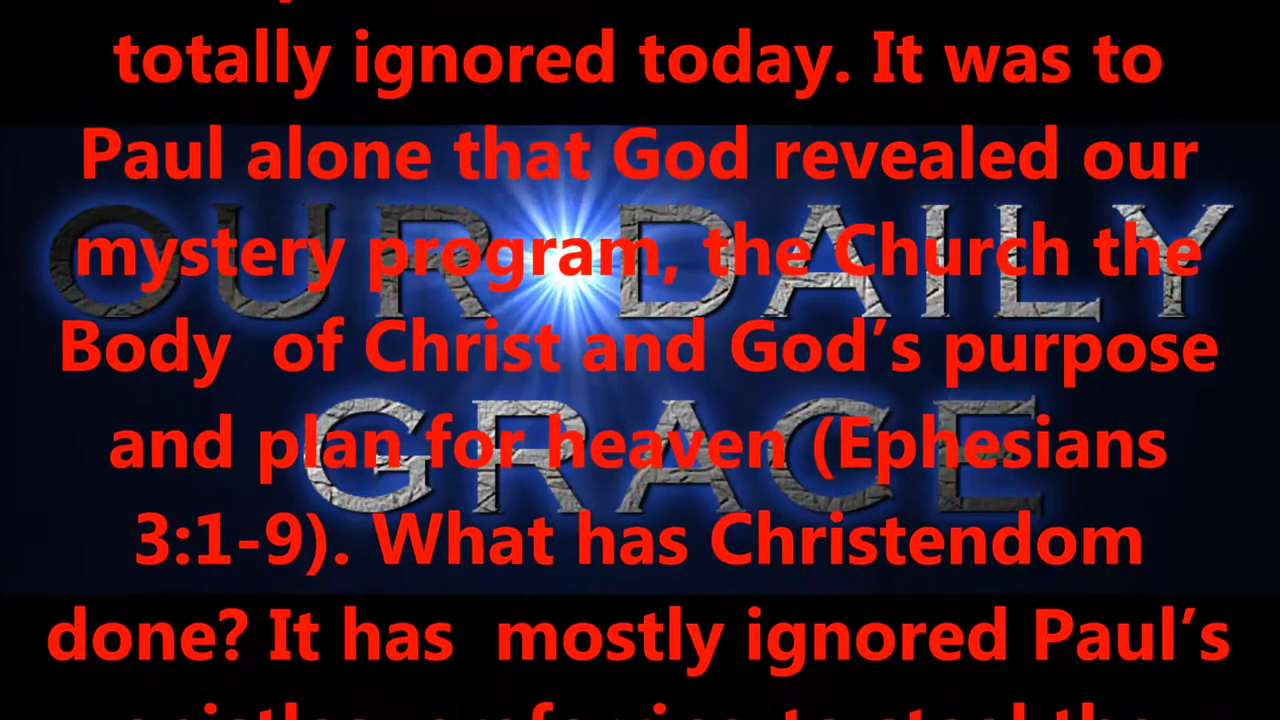 totally ignored today. It was to
Paul alone that God revealed our
mystery program, the Church the
Body  of Christ and God’s purpose
and plan for heaven (Ephesians
3:1-9). What has Christendom
done? It has  mostly ignored Paul’s
OUR DAILY
GRACE